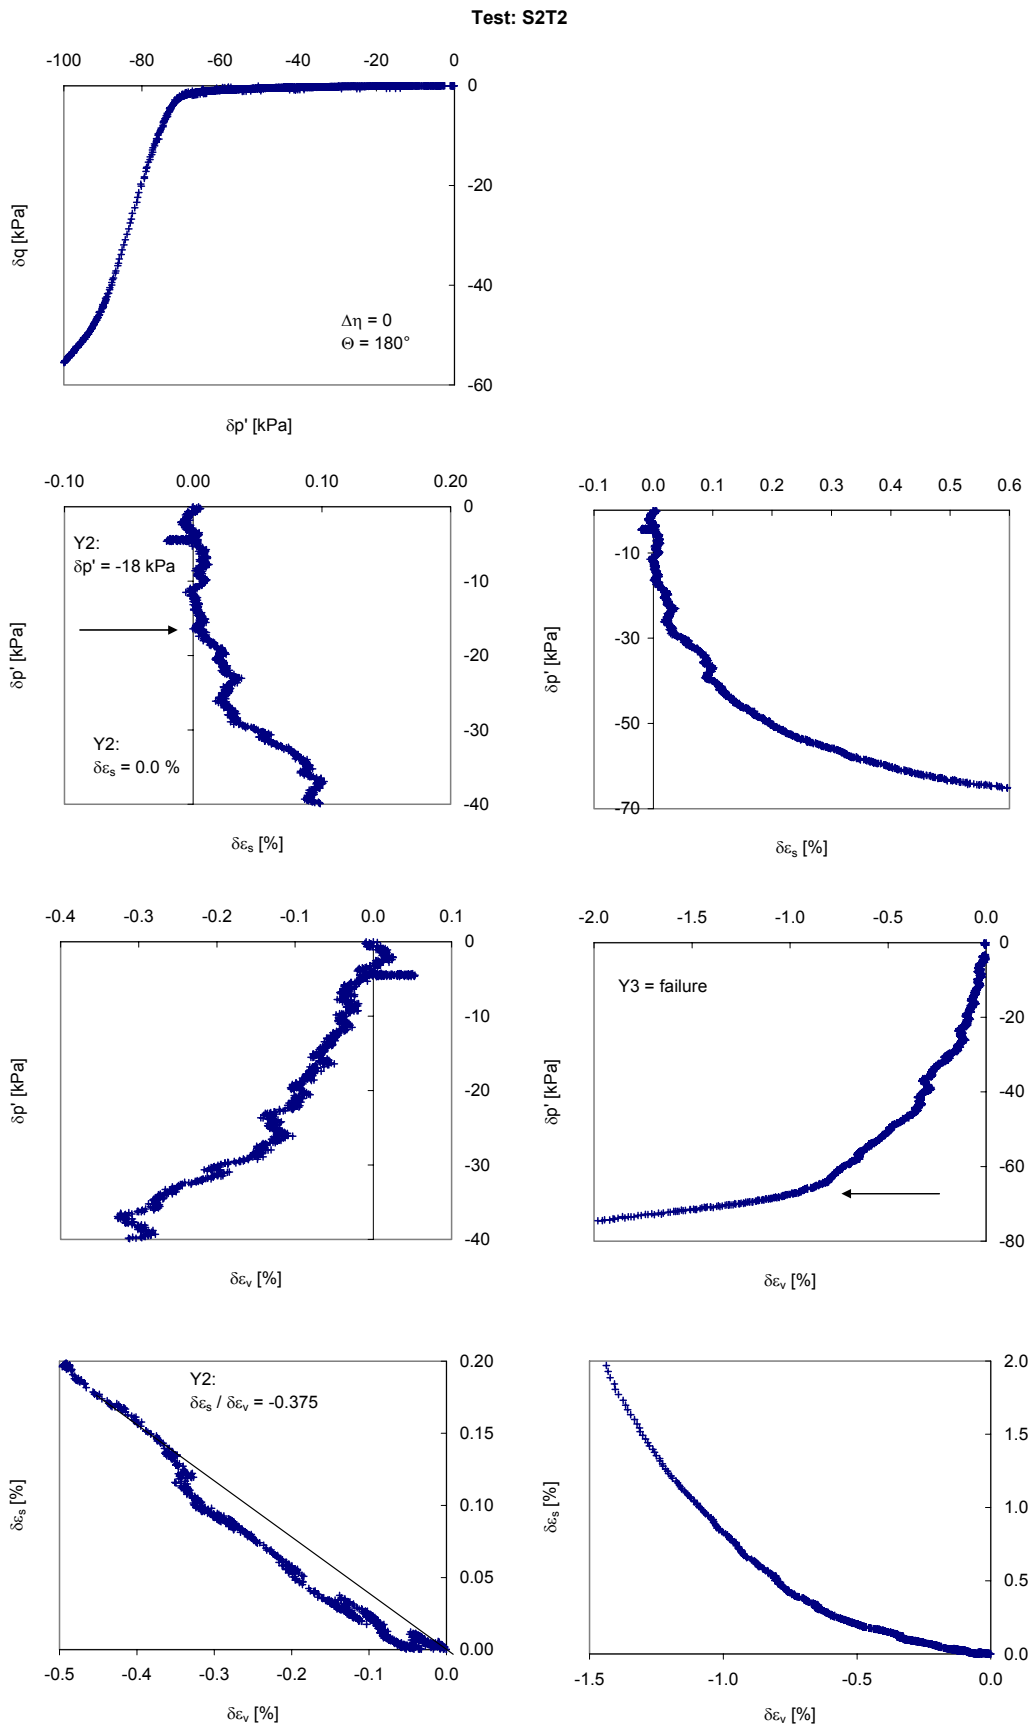 Test: S2T2
-100 -80 -60 -40 -20 0
0
-20
-40
-60
δq [kPa]
Δη = 0
Θ = 180°
δp' [kPa]
-0.10 0.00 0.10 0.20
0
-10
-20
-30
-40
δp' [kPa]
Y2:
δp' = -18 kPa
Y2:
δεs = 0.0 %
δεs [%]
-0.1 0.0 0.1 0.2 0.3 0.4 0.5 0.6
-10
-30
-50
-70
δp' [kPa]
δεs [%]
-0.4 -0.3 -0.2 -0.1 0.0 0.1
0
-10
-20
-30
-40
δp' [kPa]
δεv [%]
-2.0 -1.5 -1.0 -0.5 0.0
0
-20
-40
-60
-80
Y3 = failure
δp' [kPa]
δεv [%]
0.20
0.15
0.10
0.05
0.00
Y2:
δεs / δεv = -0.375
δεs [%]
-0.5 -0.4 -0.3 -0.2 -0.1 0.0
δεv [%]
2.0
1.5
1.0
0.5
0.0
δεs [%]
-1.5 -1.0 -0.5 0.0
δεv [%]